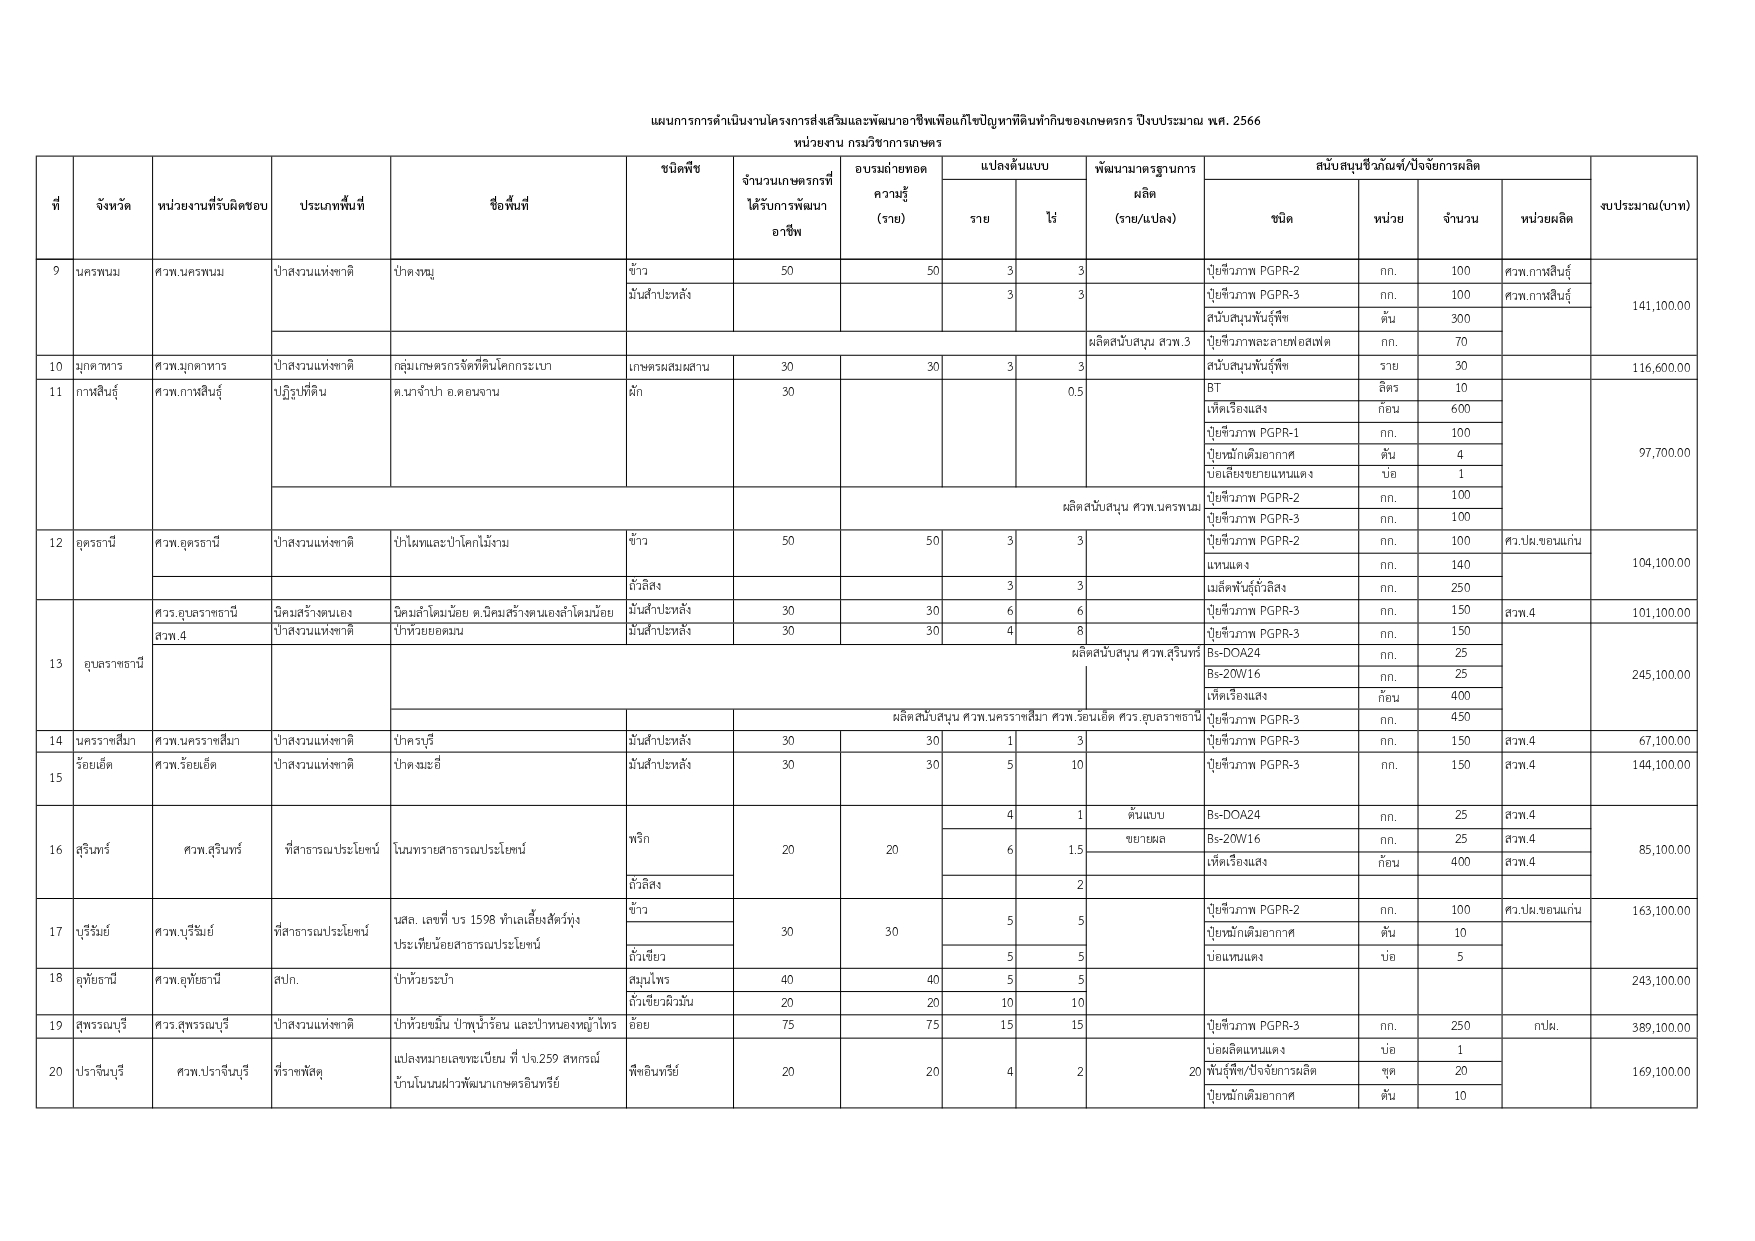 แผนการการดำเนินงานโครงการส่งเสริมและพัฒนาอาชีพเพื่อแก้ไขปัญหาที่ดินทำกินของเกษตรกร ปีงบประมาณ พ.ศ. 2566
หน่วยงาน กรมวิชาการเกษตร
ที่ จังหวัด หน่วยงานที่รับผิดชอบ ประเภทพื้นที่ ชื่อพื้นที่ ชนิดพืช จำนวนเกษตรกรที่ได้รับการพัฒนาอาชีพ อบรมถ่ายทอดความรู้ (ราย) แปลงต้นแบบ พัฒนามาตรฐานการผลิต (ราย/แปลง) สนับสนุนชีวภัณฑ์/ปัจจัยการผลิต งบประมาณ(บาท)
ราย ไร่ ชนิด หน่วย จำนวน หน่วยผลิต
9 นครพนม ศวพ.นครพนม ป่าสงวนแห่งชาติ ป่าดงหมู ข้าว 50 50 3 3 ปุ๋ยชีวภาพ PGPR-2 กก. 100 ศวพ.กาฬสินธุ์ 141,100.00
มันสำปะหลัง 3 3 ปุ๋ยชีวภาพ PGPR-3 กก. 100 ศวพ.กาฬสินธุ์
สนับสนุนพันธุ์พืช ต้น 300
ผลิตสนับสนุน สวพ.3 ปุ๋ยชีวภาพละลายฟอสเฟต กก. 70
10 มุกดาหาร ศวพ.มุกดาหาร ป่าสงวนแห่งชาติ กลุ่มเกษตรกรจัดที่ดินโคกกระเบา เกษตรผสมผสาน 30 30 3 3 สนับสนุนพันธุ์พืช ราย 30 116,600.00
11 กาฬสินธุ์ ศวพ.กาฬสินธุ์ ปฏิรูปที่ดิน ต.นาจำปา อ.ดอนจาน ผัก 30 0.5 BT ลิตร 10 97,700.00
เห็ดเรืองแสง ก้อน 600
ปุ๋ยชีวภาพ PGPR-1 กก. 100
ปุ๋ยหมักเติมอากาศ ตัน 4
บ่อเลี้ยงขยายแหนแดง บ่อ 1
ผลิตสนับสนุน ศวพ.นครพนม ปุ๋ยชีวภาพ PGPR-2 กก. 100
ปุ๋ยชีวภาพ PGPR-3 กก. 100
12 อุดรธานี ศวพ.อุดรธานี ป่าสงวนแห่งชาติ ป่าไผทและป่าโคกไม้งาม ข้าว 50 50 3 3 ปุ๋ยชีวภาพ PGPR-2 กก. 100 ศว.ปผ.ขอนแก่น 104,100.00
แหนแดง กก. 140
ถั่วลิสง 3 3 เมล็ดพันธุ์ถั่วลิสง กก. 250
13 อุบลราชธานี ศวร.อุบลราชธานี นิคมสร้างตนเอง นิคมลำโดมน้อย ต.นิคมสร้างตนเองลำโดมน้อย มันสำปะหลัง 30 30 6 6 ปุ๋ยชีวภาพ PGPR-3 กก. 150 สวพ.4 101,100.00
สวพ.4 ป่าสงวนแห่งชาติ ป่าห้วยยอดมน มันสำปะหลัง 30 30 4 8 ปุ๋ยชีวภาพ PGPR-3 กก. 150 245,100.00
ผลิตสนับสนุน ศวพ.สุรินทร์ Bs-DOA24 กก. 25
Bs-20W16 กก. 25
เห็ดเรืองแสง ก้อน 400
ผลิตสนับสนุน ศวพ.นครราชสีมา ศวพ.ร้อนเอ็ด ศวร.อุบลราชธานี ปุ๋ยชีวภาพ PGPR-3 กก. 450
14 นครราชสีมา ศวพ.นครราชสีมา ป่าสงวนแห่งชาติ ป่าครบุรี มันสำปะหลัง 30 30 1 3 ปุ๋ยชีวภาพ PGPR-3 กก. 150 สวพ.4 67,100.00
15 ร้อยเอ็ด ศวพ.ร้อยเอ็ด ป่าสงวนแห่งชาติ ป่าดงมะอี่ มันสำปะหลัง 30 30 5 10 ปุ๋ยชีวภาพ PGPR-3 กก. 150 สวพ.4 144,100.00
16 สุรินทร์ ศวพ.สุรินทร์ ที่สาธารณประโยชน์ โนนทรายสาธารณประโยชน์ พริก 20 20 4 1 ต้นแบบ Bs-DOA24 กก. 25 สวพ.4 85,100.00
6 1.5 ขยายผล Bs-20W16 กก. 25 สวพ.4
เห็ดเรืองแสง ก้อน 400 สวพ.4
ถั่วลิสง 2
17 บุรีรัมย์ ศวพ.บุรีรัมย์ ที่สาธารณประโยชน์ นสล. เลขที่ บร 1598 ทำเลเลี้ยงสัตว์ทุ่งประเทียน้อยสาธารณประโยชน์ ข้าว 30 30 5 5 ปุ๋ยชีวภาพ PGPR-2 กก. 100 ศว.ปผ.ขอนแก่น 163,100.00
ปุ๋ยหมักเติมอากาศ ตัน 10
ถั่วเขียว 5 5 บ่อแหนแดง บ่อ 5
18 อุทัยธานี ศวพ.อุทัยธานี สปก. ป่าห้วยระบำ สมุนไพร 40 40 5 5 243,100.00
ถั่วเขียวผิวมัน 20 20 10 10
19 สุพรรณบุรี ศวร.สุพรรณบุรี ป่าสงวนแห่งชาติ ป่าห้วยขมิ้น ป่าพุน้ำร้อน และป่าหนองหญ้าไทร อ้อย 75 75 15 15 ปุ๋ยชีวภาพ PGPR-3 กก. 250 กปผ. 389,100.00
20 ปราจีนบุรี ศวพ.ปราจีนบุรี ที่ราชพัสดุ แปลงหมายเลขทะเบียน ที่ ปจ.259 สหกรณ์บ้านโนนนฝาวพัฒนาเกษตรอินทรีย์ พืชอินทรีย์ 20 20 4 2 20 บ่อผลิตแหนแดง บ่อ 1 169,100.00
พันธุ์พืช/ปัจจัยการผลิต ชุด 20
ปุ๋ยหมักเติมอากาศ ตัน 10